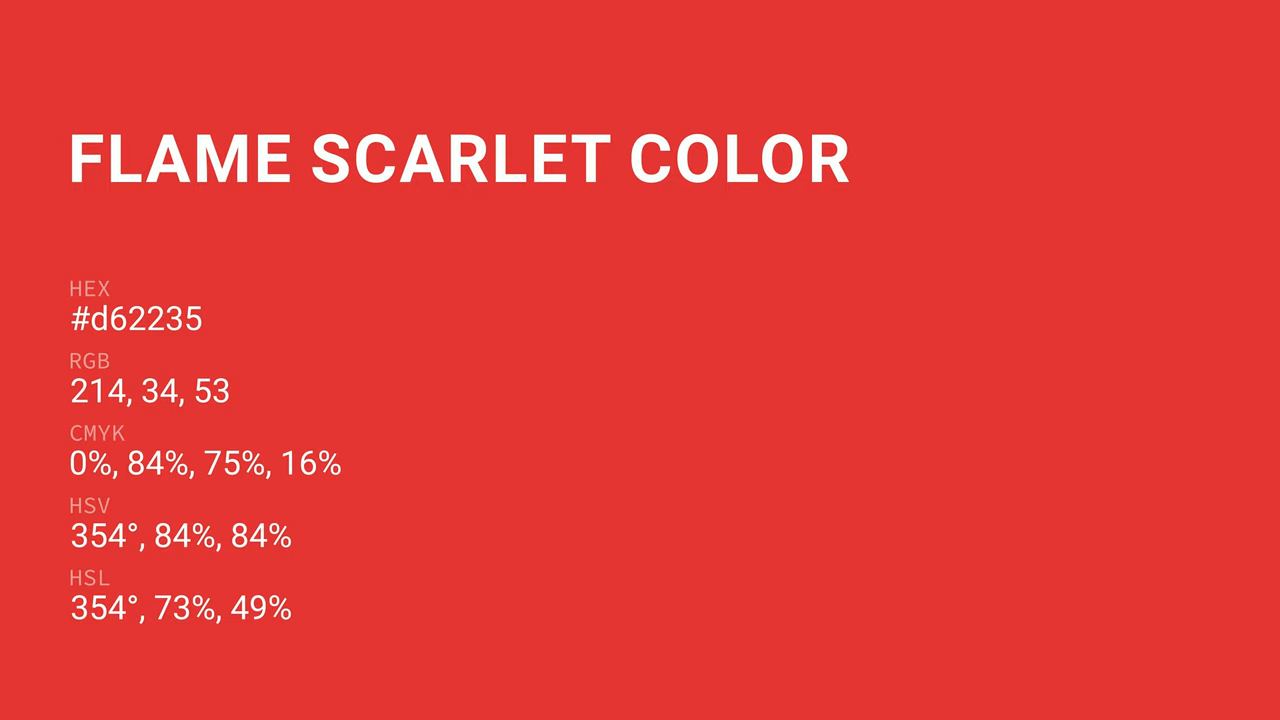 FLAME SCARLET COLOR
HEX
#d62235
RGB
214, 34, 53
CMYK
0%, 84%, 75%, 16%
HSV
354°, 84%, 84%
HSL
354°, 73%, 49%